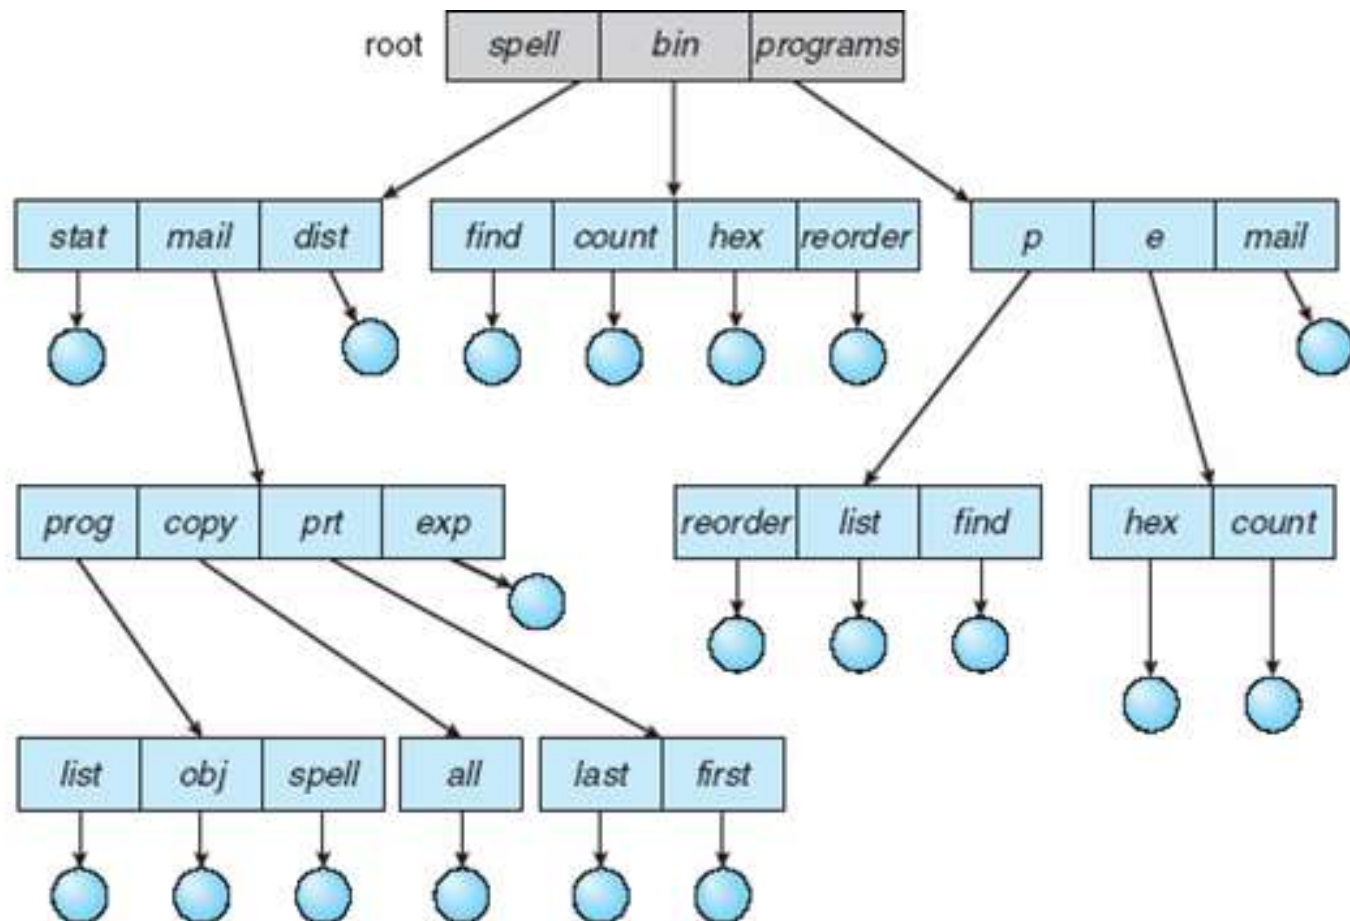 root spell bin programs
stat mail dist find count hex reorder p e mail
prog copy prt exp reorder list find hex count
list obj spell all last first